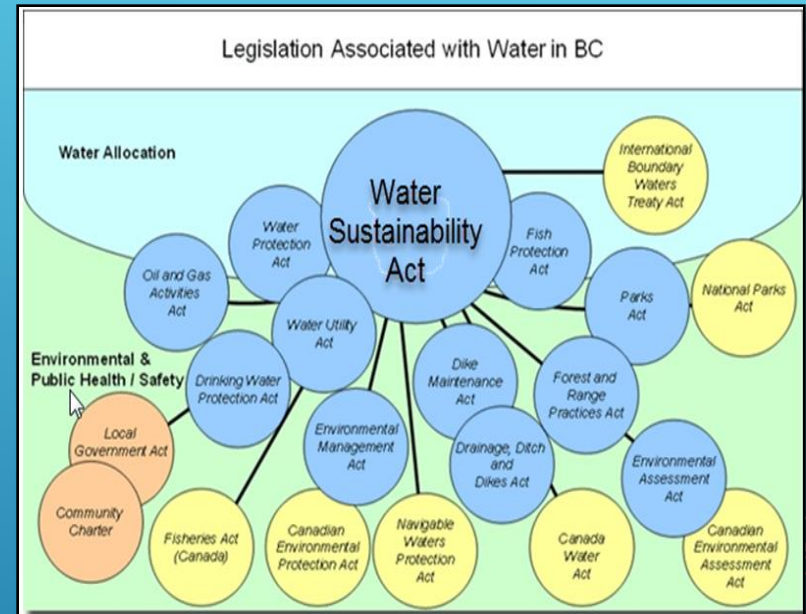 Legislation Associated with Water in BC
Water Allocation
International
Boundary
Waters
Treaty Act
Water
Sustainability
Act
Water
Protection
Act
Fish
Protection
Act
Oil and Gas
Activities
Act
Parks
Act
National Parks
Act
Water Utility
Act
Environmental &
Public Health / Safety
Drinking Water
Protection Act
Dike
Maintenance
Act
Forest and
Range
Practices Act
Local
Government Act
Environmental
Management
Act
Drainage, Ditch
and
Dikes Act
Environmental
Assessment
Act
Community
Charter
Fisheries Act
(Canada)
Canadian
Environmental
Protection Act
Navigable
Waters
Protection
Act
Canada
Water
Act
Canadian
Environmental
Assessment
Act